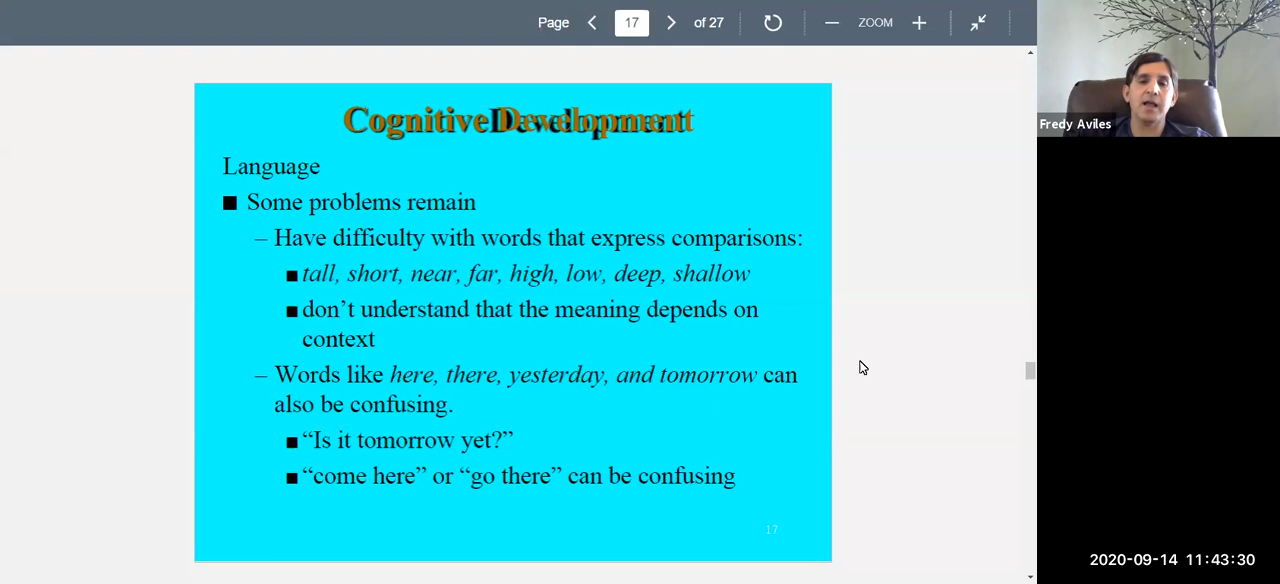 Page 17 of 27 ZOOM
Fredy Aviles
Cognitive Development
Language
■ Some problems remain
– Have difficulty with words that express comparisons:
■ tall, short, near, far, high, low, deep, shallow
■ don’t understand that the meaning depends on
context
– Words like here, there, yesterday, and tomorrow can
also be confusing.
■ “Is it tomorrow yet?”
■ “come here” or “go there” can be confusing
17
2020-09-14 11:43:30